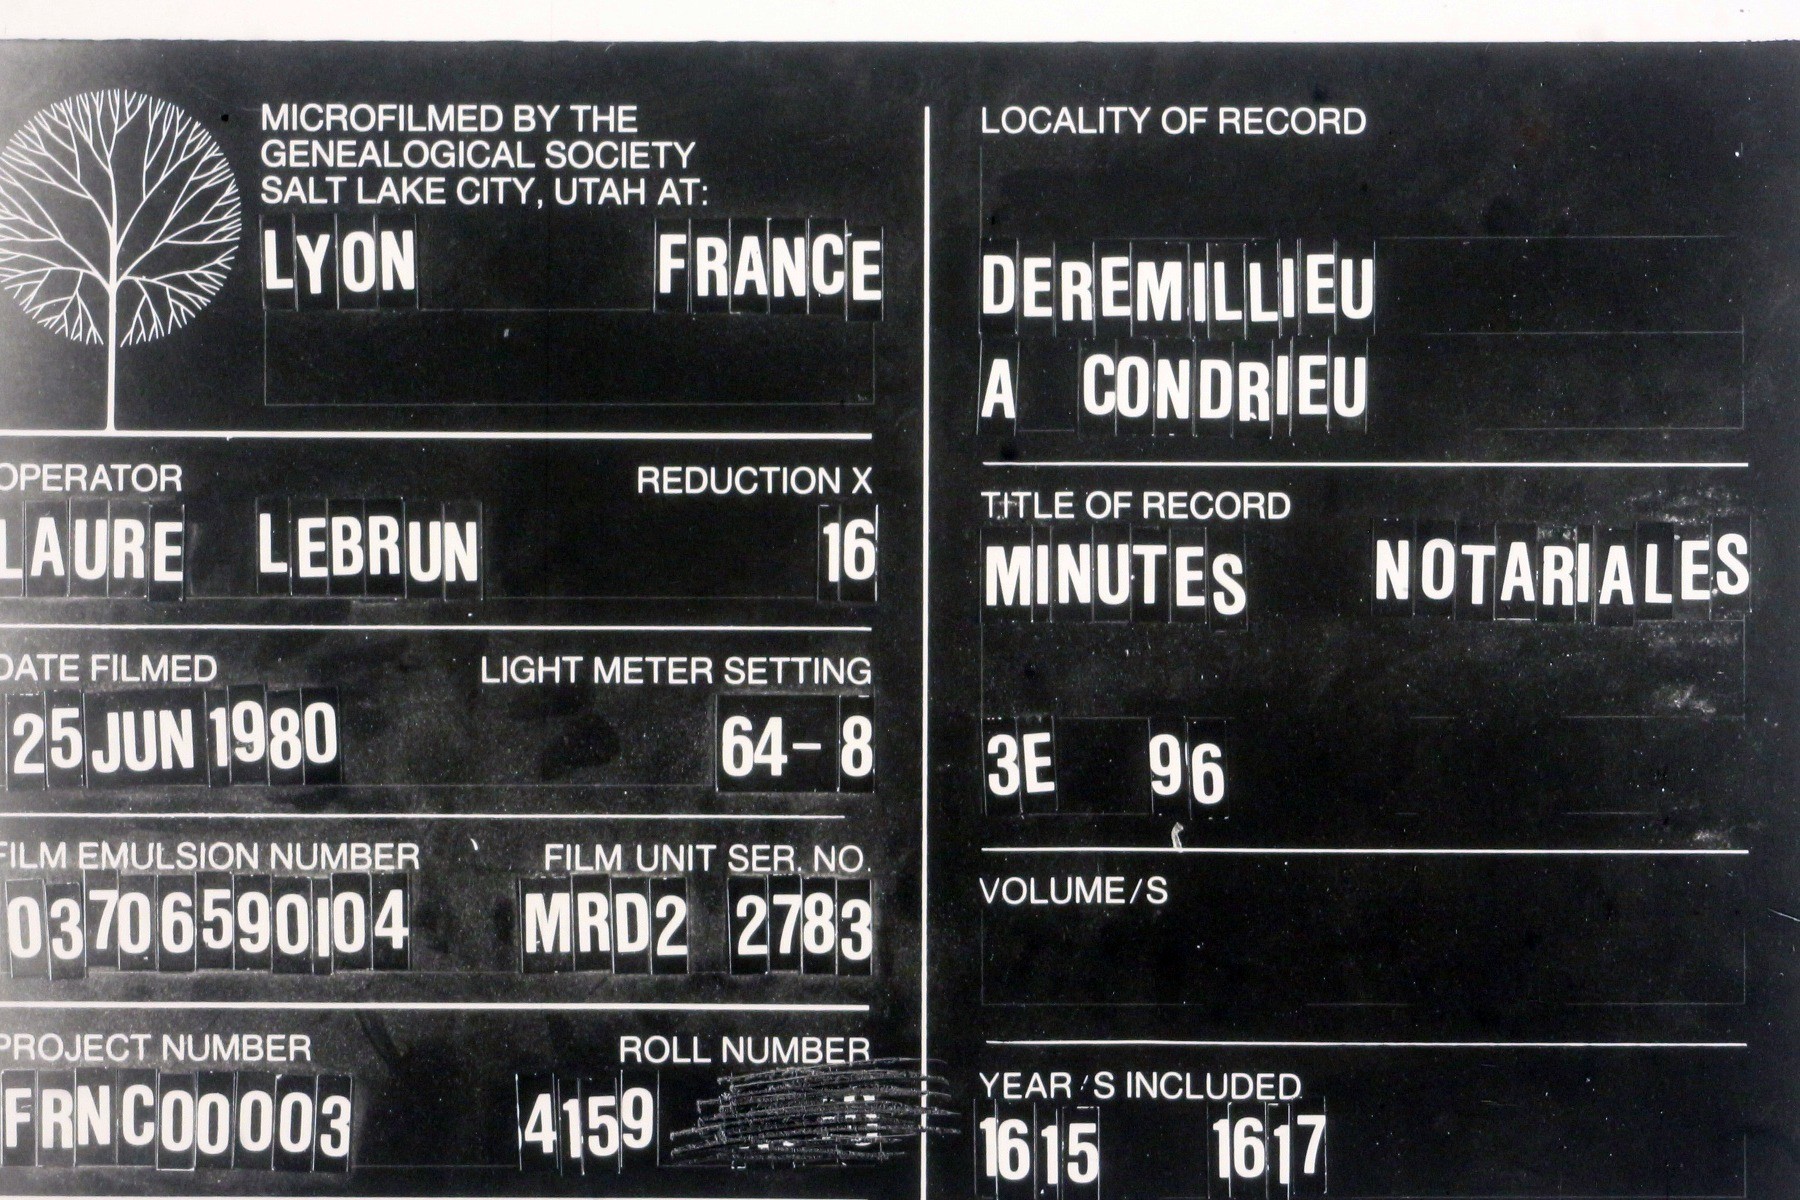 MICROFILMED BY THE
GENEALOGICAL SOCIETY
SALT LAKE CITY, UTAH AT:
LYON FRANCE
OPERATOR REDUCTION X
LAURE LEBRUN 16
DATE FILMED LIGHT METER SETTING
25 JUN 1980 64-8
FILM EMULSION NUMBER FILM UNIT SER. NO.
03706590104 MRD2 2783
PROJECT NUMBER ROLL NUMBER
FRNC00003 4159
LOCALITY OF RECORD
DEREMILLIEU
A CONDRIEU
TITLE OF RECORD
MINUTES NOTARIALES
3E 96
VOLUME/S
YEAR/S INCLUDED
1615 1617